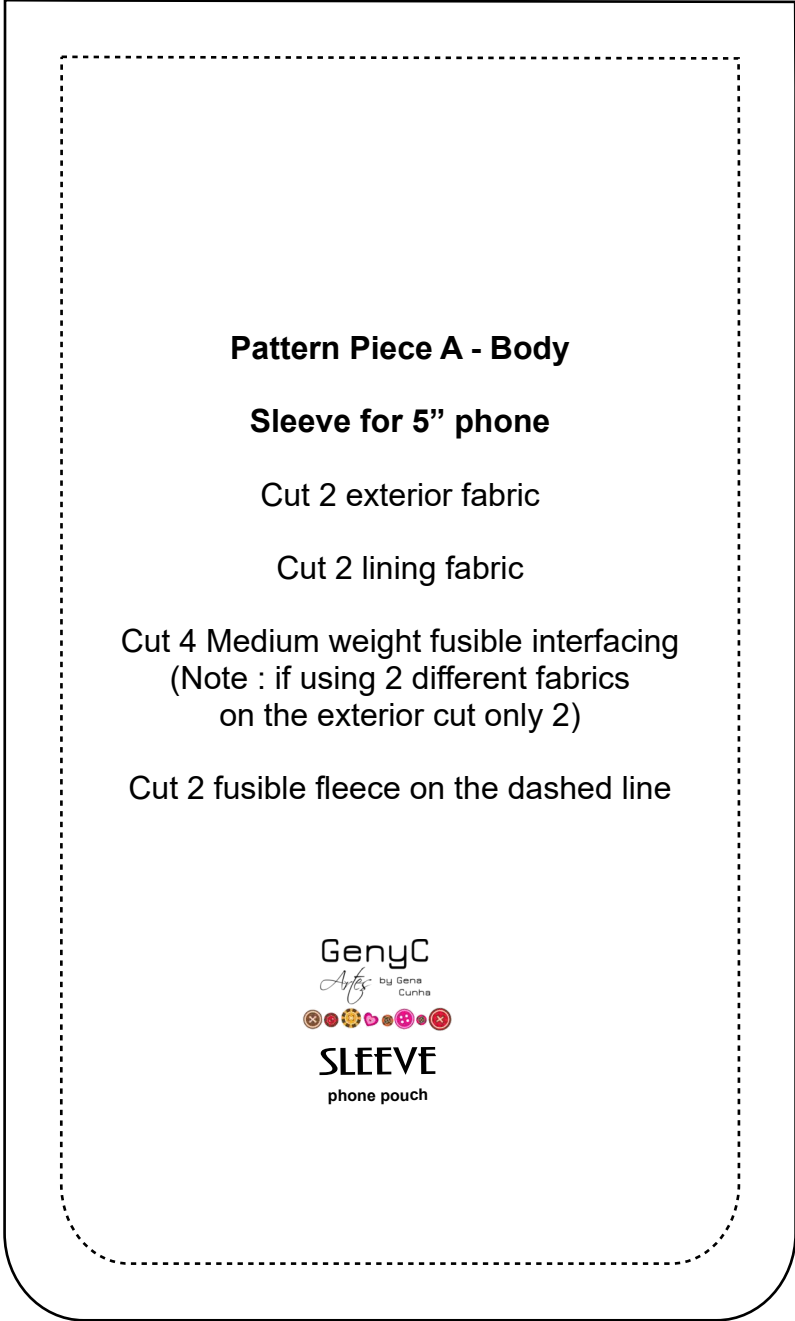 Pattern Piece A - Body
Sleeve for 5” phone
Cut 2 exterior fabric
Cut 2 lining fabric
Cut 4 Medium weight fusible interfacing
(Note : if using 2 different fabrics
on the exterior cut only 2)
Cut 2 fusible fleece on the dashed line
GenyC
Artes by Gena
Cunha
SLEEVE
phone pouch